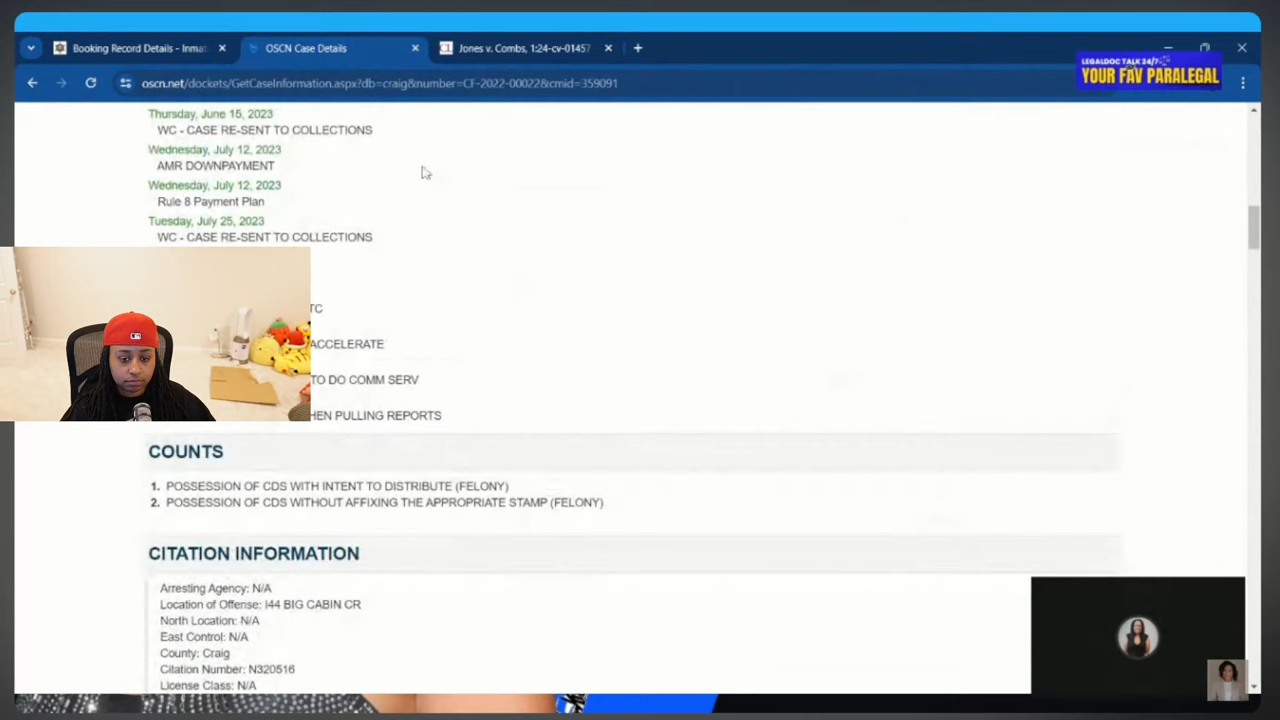 Booking Record Details - Inmat
OSCN Case Details
Jones v. Combs, 1:24-cv-01457
oscn.net/dockets/GetCaseInformation.aspx?db=craig&number=CF-2022-00022&cmid=359091
LEGALDOC TALK 24/7
YOUR FAV PARALEGAL
Thursday, June 15, 2023
WC - CASE RE-SENT TO COLLECTIONS
Wednesday, July 12, 2023
AMR DOWNPAYMENT
Wednesday, July 12, 2023
Rule 8 Payment Plan
Tuesday, July 25, 2023
WC - CASE RE-SENT TO COLLECTIONS
TC
ACCELERATE
TO DO COMM SERV
HEN PULLING REPORTS
COUNTS
1. POSSESSION OF CDS WITH INTENT TO DISTRIBUTE (FELONY)
2. POSSESSION OF CDS WITHOUT AFFIXING THE APPROPRIATE STAMP (FELONY)
CITATION INFORMATION
Arresting Agency: N/A
Location of Offense: I44 BIG CABIN CR
North Location: N/A
East Control: N/A
County: Craig
Citation Number: N320516
License Class: N/A